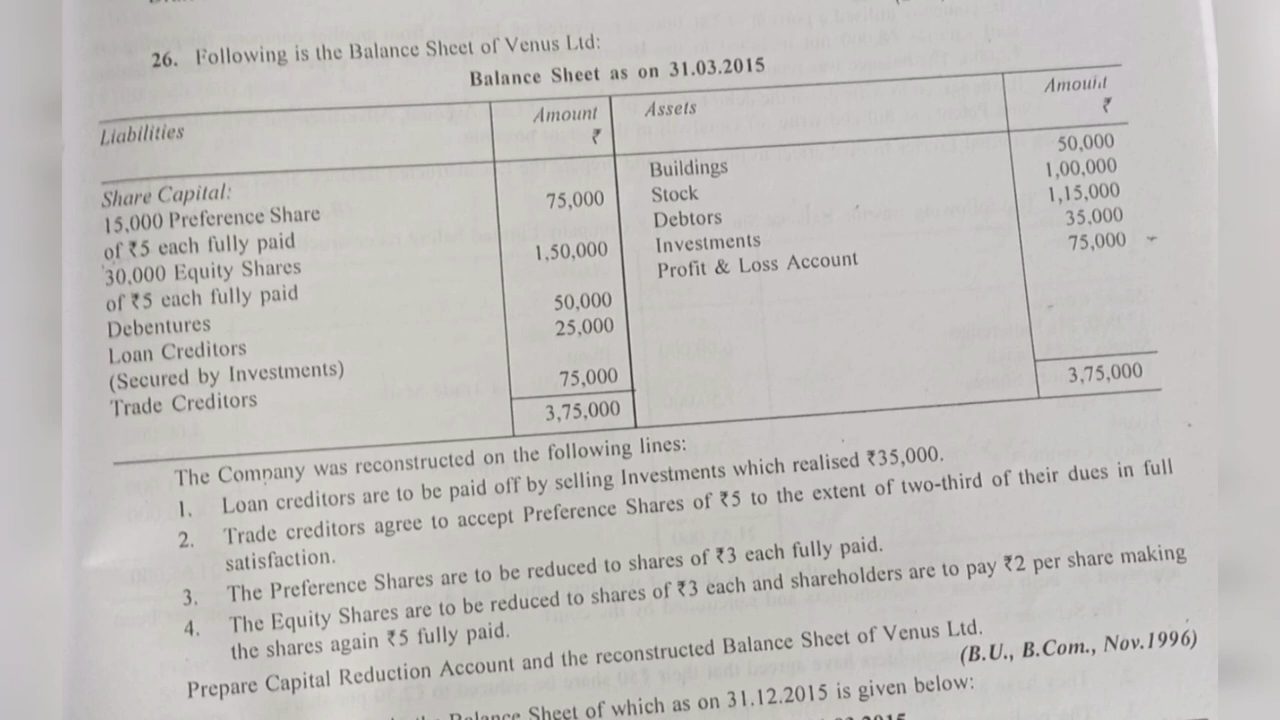 26. Following is the Balance Sheet of Venus Ltd:
Balance Sheet as on 31.03.2015
Liabilities Amount ₹ Assets Amount ₹
Share Capital: Buildings 50,000
15,000 Preference Share 75,000 Stock 1,00,000
of ₹5 each fully paid Debtors 1,15,000
30,000 Equity Shares 1,50,000 Investments 35,000
of ₹5 each fully paid Profit & Loss Account 75,000
Debentures 50,000
Loan Creditors 25,000
(Secured by Investments)
Trade Creditors 75,000
3,75,000 3,75,000
The Company was reconstructed on the following lines:
1. Loan creditors are to be paid off by selling Investments which realised ₹35,000.
2. Trade creditors agree to accept Preference Shares of ₹5 to the extent of two-third of their dues in full
satisfaction.
3. The Preference Shares are to be reduced to shares of ₹3 each fully paid.
4. The Equity Shares are to be reduced to shares of ₹3 each and shareholders are to pay ₹2 per share making
the shares again ₹5 fully paid.
Prepare Capital Reduction Account and the reconstructed Balance Sheet of Venus Ltd.
(B.U., B.Com., Nov.1996)
Balance Sheet of which as on 31.12.2015 is given below: